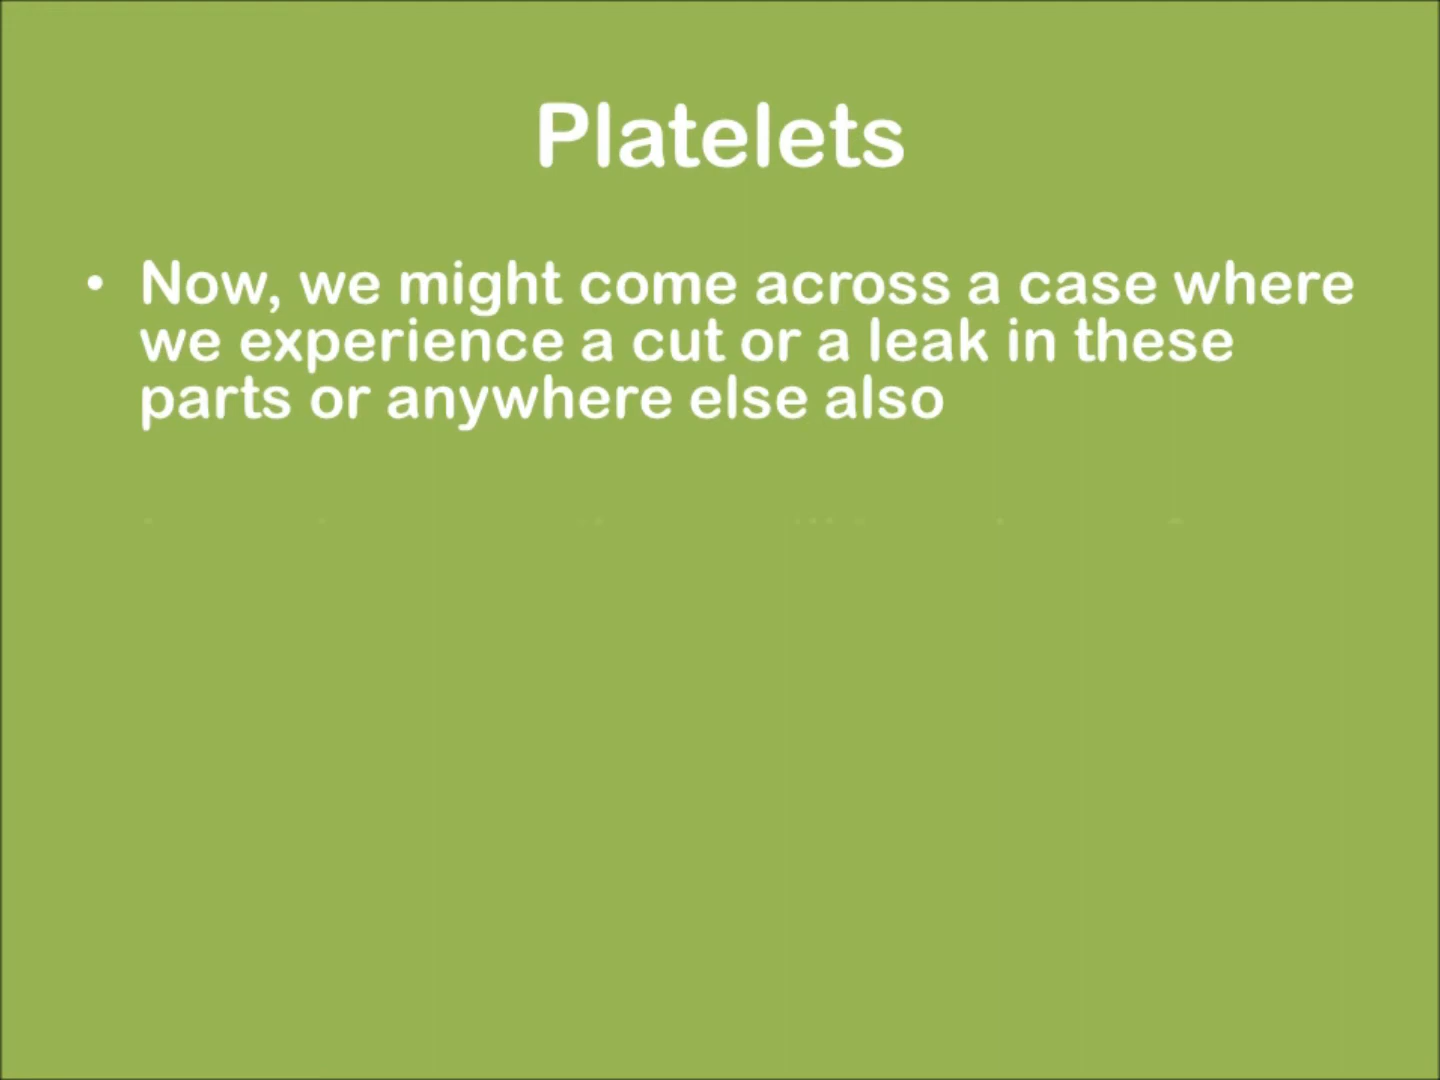 Platelets
• Now, we might come across a case where
we experience a cut or a leak in these
parts or anywhere else also